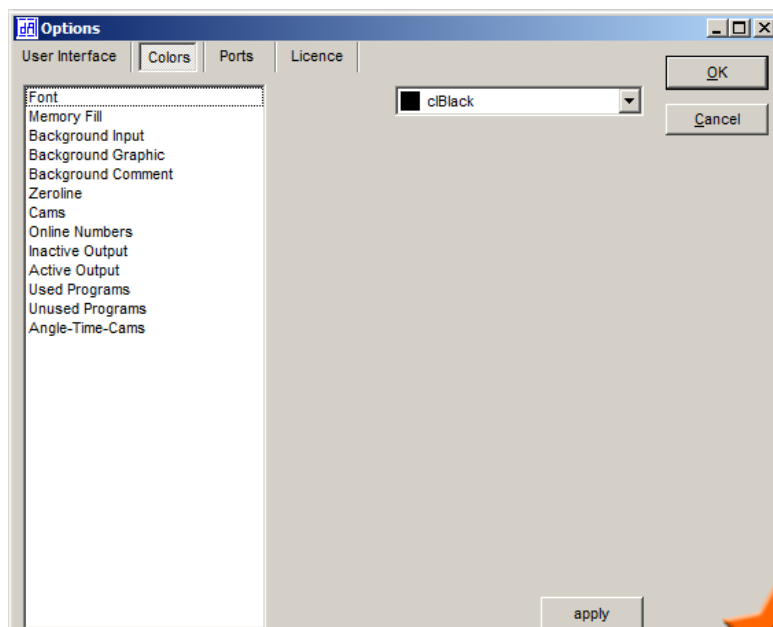 dA Options
User Interface
Colors
Ports
Licence
OK
Cancel
Font
Memory Fill
Background Input
Background Graphic
Background Comment
Zeroline
Cams
Online Numbers
Inactive Output
Active Output
Used Programs
Unused Programs
Angle-Time-Cams
clBlack
apply